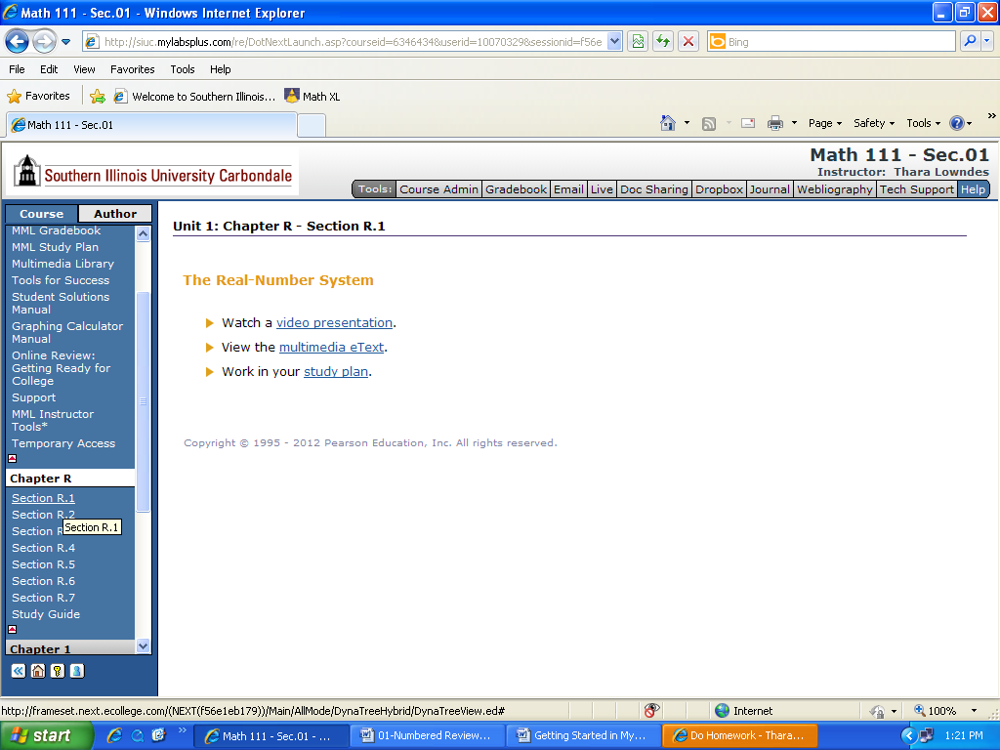 Math 111 - Sec.01 - Windows Internet Explorer
http://siuc.mylabsplus.com/re/DotNextLaunch.asp?courseid=6346434&userid=10070329&sessionid=f56e
Bing
File Edit View Favorites Tools Help
Favorites Welcome to Southern Illinois... Math XL
Math 111 - Sec.01
Page Safety Tools
Southern Illinois University Carbondale
Math 111 - Sec.01
Instructor: Thara Lowndes
Tools: Course Admin Gradebook Email Live Doc Sharing Dropbox Journal Webliography Tech Support Help
Course Author
MML Gradebook
MML Study Plan
Multimedia Library
Tools for Success
Student Solutions
Manual
Graphing Calculator
Manual
Online Review:
Getting Ready for
College
Support
MML Instructor
Tools*
Temporary Access
Chapter R
Section R.1
Section R.2
Section R.1
Section R.4
Section R.5
Section R.6
Section R.7
Study Guide
Chapter 1
Unit 1: Chapter R - Section R.1
The Real-Number System
Watch a video presentation.
View the multimedia eText.
Work in your study plan.
Copyright © 1995 - 2012 Pearson Education, Inc. All rights reserved.
http://frameset.next.ecollege.com/(NEXT(f56e1eb179))/Main/AllMode/DynaTreeHybrid/DynaTreeView.ed#
Internet
100%
start
Math 111 - Sec.01 - ...
01-Numbered Review...
Getting Started in My...
Do Homework - Thara...
1:21 PM